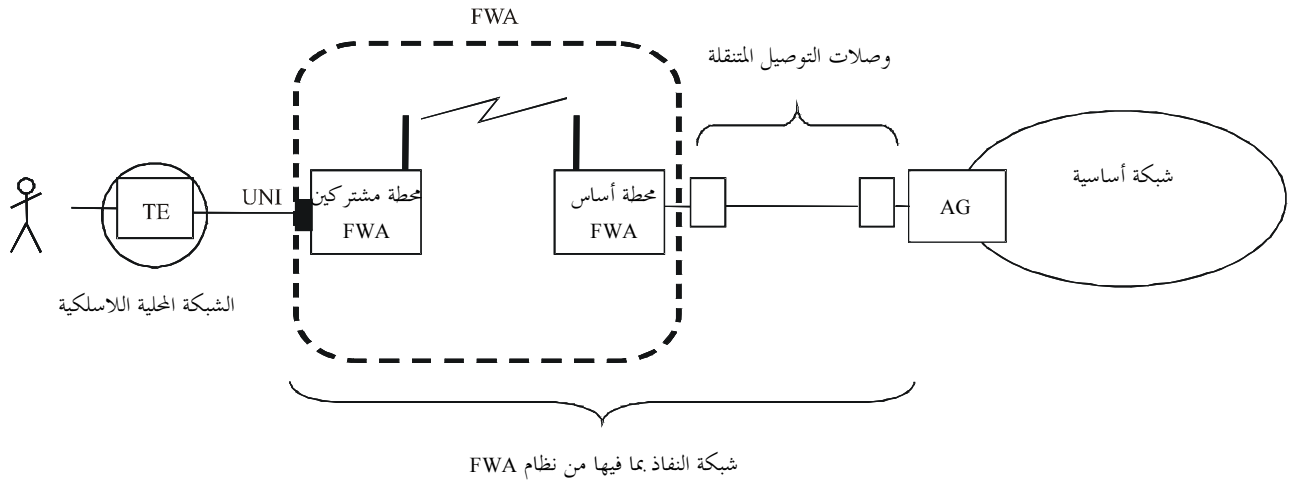 FWA
وصلات التوصيل المتنقلة
شبكة أساسية
AG
محطة أساس
FWA
محطة مشتركين
FWA
UNI
TE
الشبكة المحلية اللاسلكية
شبكة النفاذ بما فيها من نظام FWA